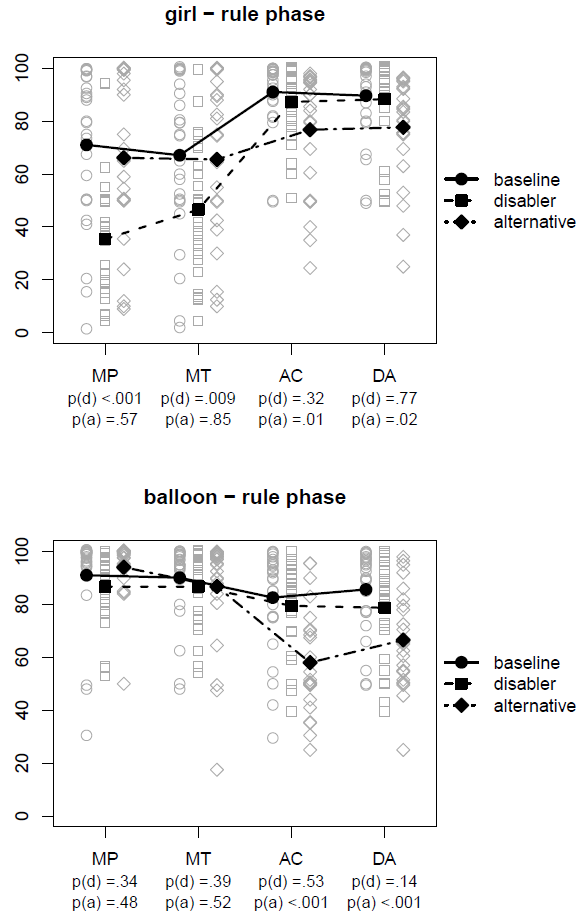 girl − rule phase
100
80
60
40
20
0
baseline
disabler
alternative
MP MT AC DA
p(d) <.001 p(d) =.009 p(d) =.32 p(d) =.77
p(a) =.57 p(a) =.85 p(a) =.01 p(a) =.02
balloon − rule phase
100
80
60
40
20
0
baseline
disabler
alternative
MP MT AC DA
p(d) =.34 p(d) =.39 p(d) =.53 p(d) =.14
p(a) =.48 p(a) =.52 p(a) <.001 p(a) <.001